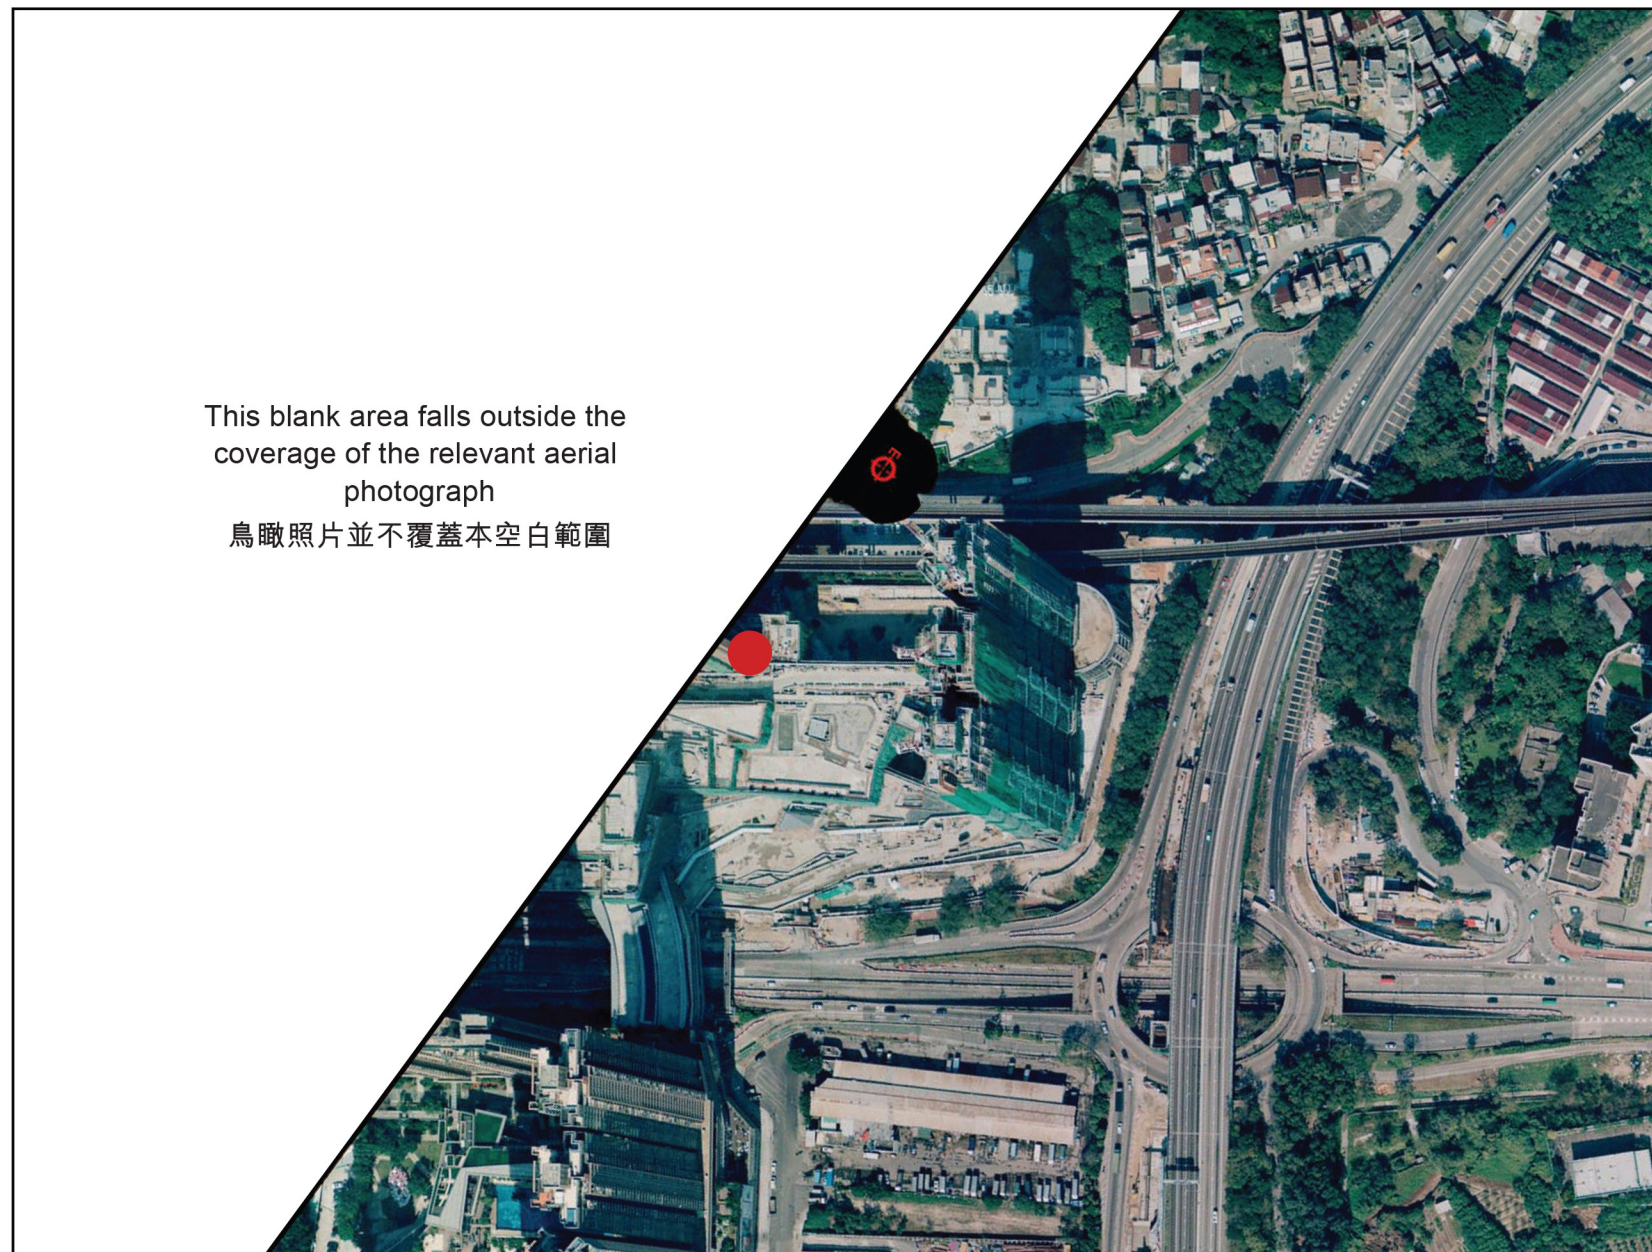 This blank area falls outside the
coverage of the relevant aerial
photograph
鳥瞰照片並不覆蓋本空白範圍